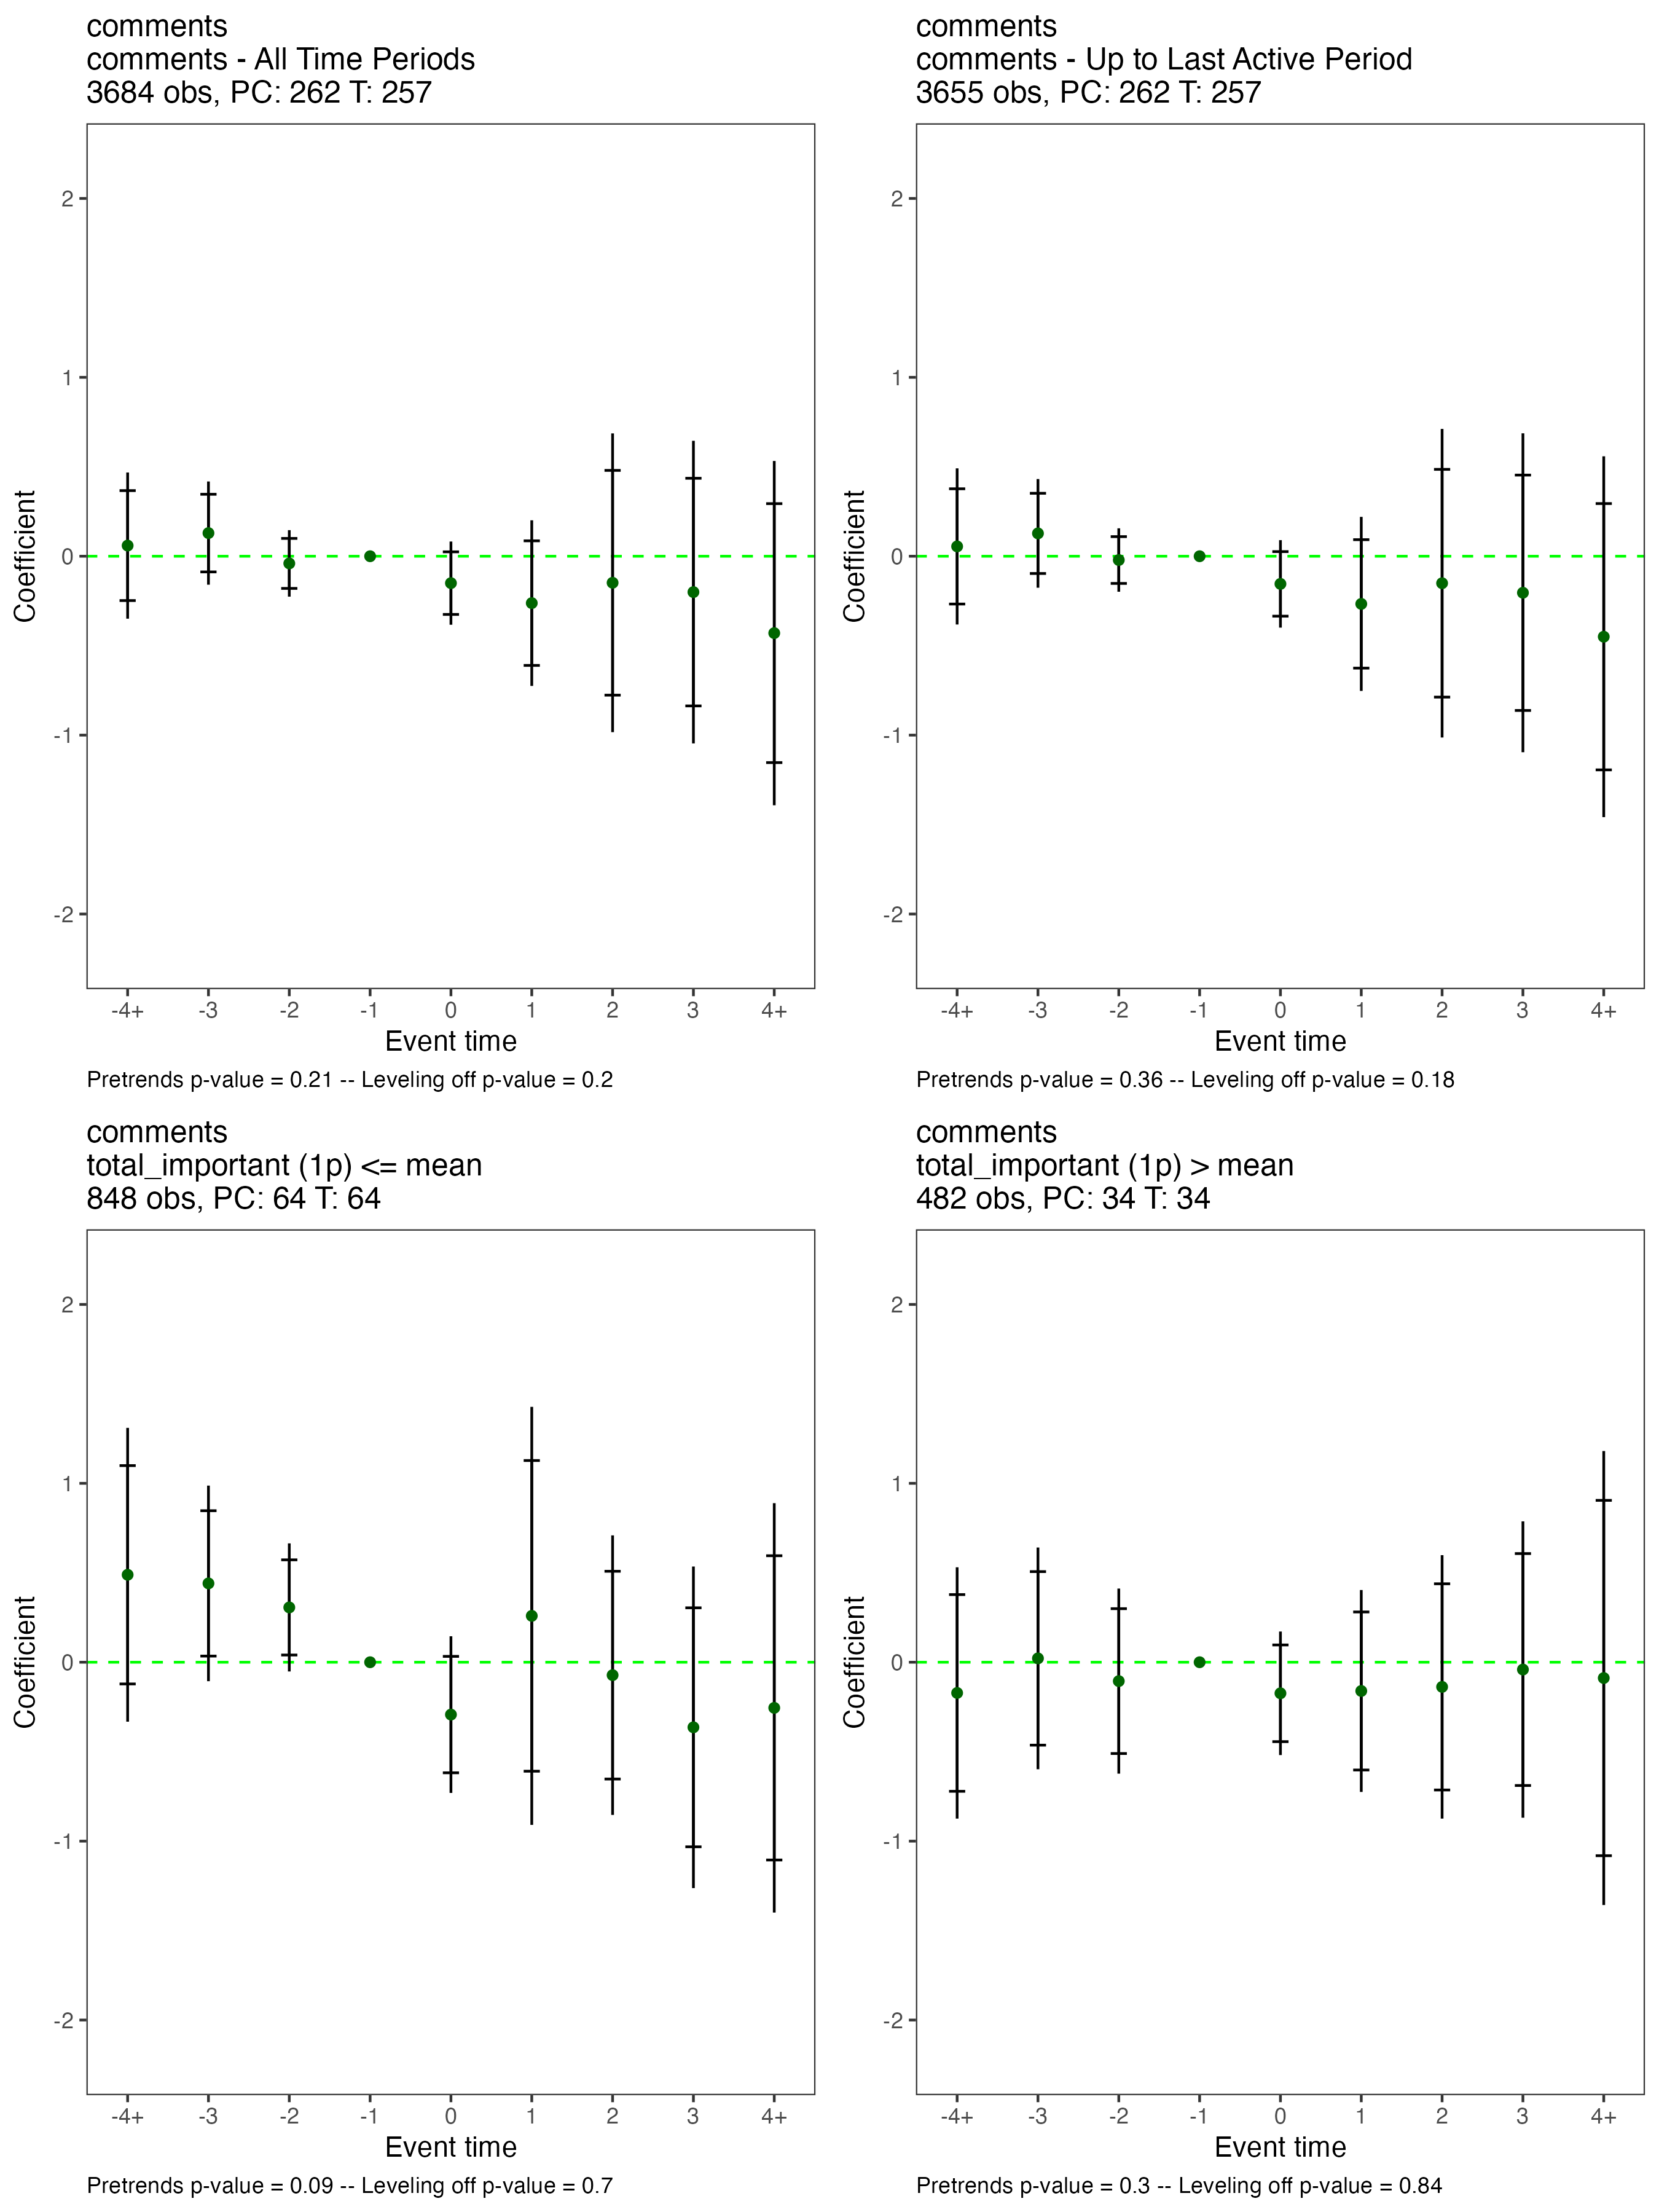 comments
comments - All Time Periods
3684 obs, PC: 262 T: 257
2
1
0
-1
-2
Coefficient
-4+ -3 -2 -1 0 1 2 3 4+
Event time
Pretrends p-value = 0.21 -- Leveling off p-value = 0.2
comments
comments - Up to Last Active Period
3655 obs, PC: 262 T: 257
2
1
0
-1
-2
Coefficient
-4+ -3 -2 -1 0 1 2 3 4+
Event time
Pretrends p-value = 0.36 -- Leveling off p-value = 0.18
comments
total_important (1p) <= mean
848 obs, PC: 64 T: 64
2
1
0
-1
-2
Coefficient
-4+ -3 -2 -1 0 1 2 3 4+
Event time
Pretrends p-value = 0.09 -- Leveling off p-value = 0.7
comments
total_important (1p) > mean
482 obs, PC: 34 T: 34
2
1
0
-1
-2
Coefficient
-4+ -3 -2 -1 0 1 2 3 4+
Event time
Pretrends p-value = 0.3 -- Leveling off p-value = 0.84